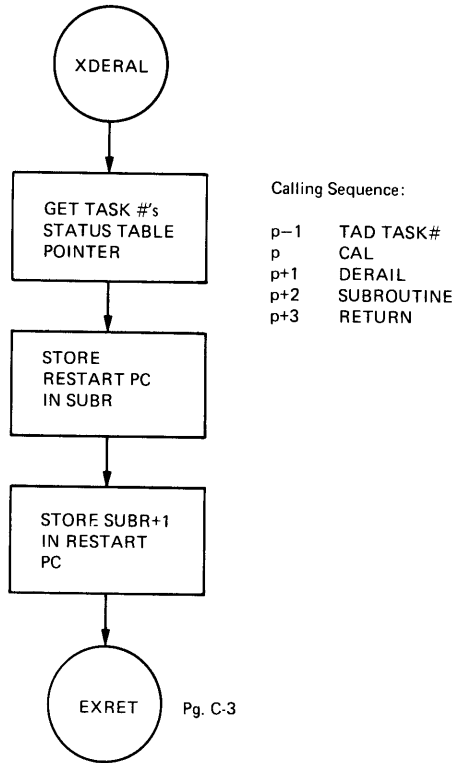 XDERAL
GET TASK #'s
STATUS TABLE
POINTER
Calling Sequence:
p−1 TAD TASK#
p CAL
p+1 DERAIL
p+2 SUBROUTINE
p+3 RETURN
STORE
RESTART PC
IN SUBR
STORE SUBR+1
IN RESTART
PC
EXRET
Pg. C-3